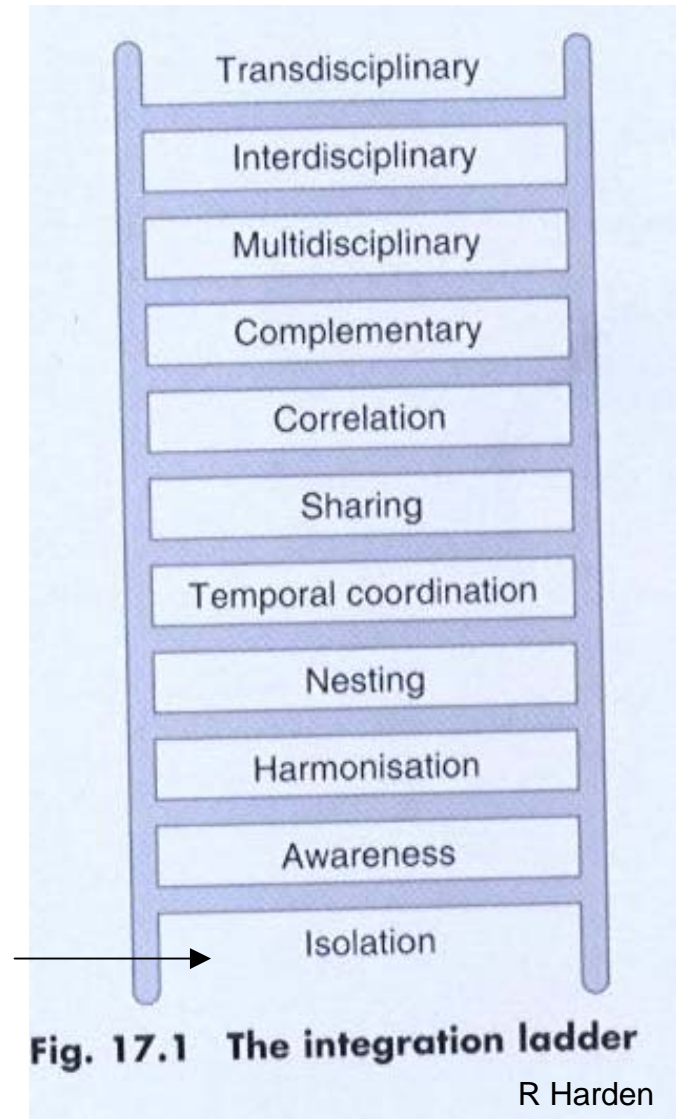 Transdisciplinary
Interdisciplinary
Multidisciplinary
Complementary
Correlation
Sharing
Temporal coordination
Nesting
Harmonisation
Awareness
Isolation
Fig. 17.1 The integration ladder
R Harden